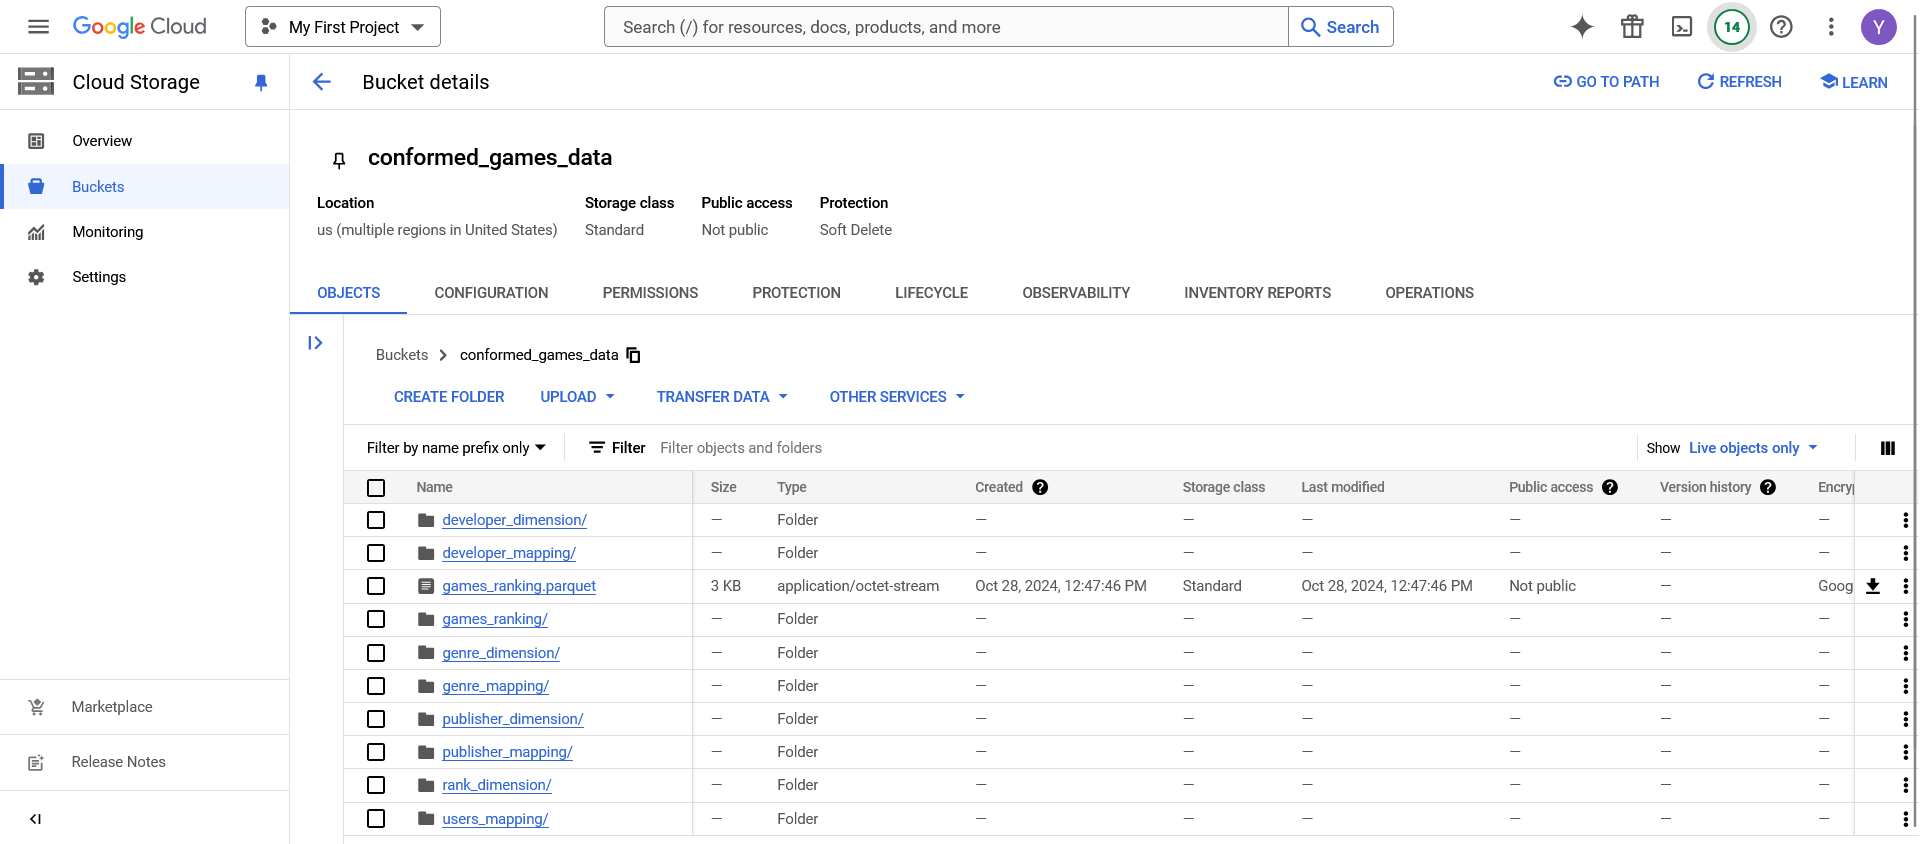 Google Cloud My First Project Search (/) for resources, docs, products, and more Search 14 Y
Cloud Storage Bucket details GO TO PATH REFRESH LEARN
Overview
Buckets
Monitoring
Settings
Marketplace
Release Notes
conformed_games_data
Location Storage class Public access Protection
us (multiple regions in United States) Standard Not public Soft Delete
OBJECTS CONFIGURATION PERMISSIONS PROTECTION LIFECYCLE OBSERVABILITY INVENTORY REPORTS OPERATIONS
Buckets > conformed_games_data
CREATE FOLDER UPLOAD TRANSFER DATA OTHER SERVICES
Filter by name prefix only Filter Filter objects and folders Show Live objects only
Name Size Type Created Storage class Last modified Public access Version history Encryp
developer_dimension/ — Folder — — — — — —
developer_mapping/ — Folder — — — — — —
games_ranking.parquet 3 KB application/octet-stream Oct 28, 2024, 12:47:46 PM Standard Oct 28, 2024, 12:47:46 PM Not public — Goog
games_ranking/ — Folder — — — — — —
genre_dimension/ — Folder — — — — — —
genre_mapping/ — Folder — — — — — —
publisher_dimension/ — Folder — — — — — —
publisher_mapping/ — Folder — — — — — —
rank_dimension/ — Folder — — — — — —
users_mapping/ — Folder — — — — — —